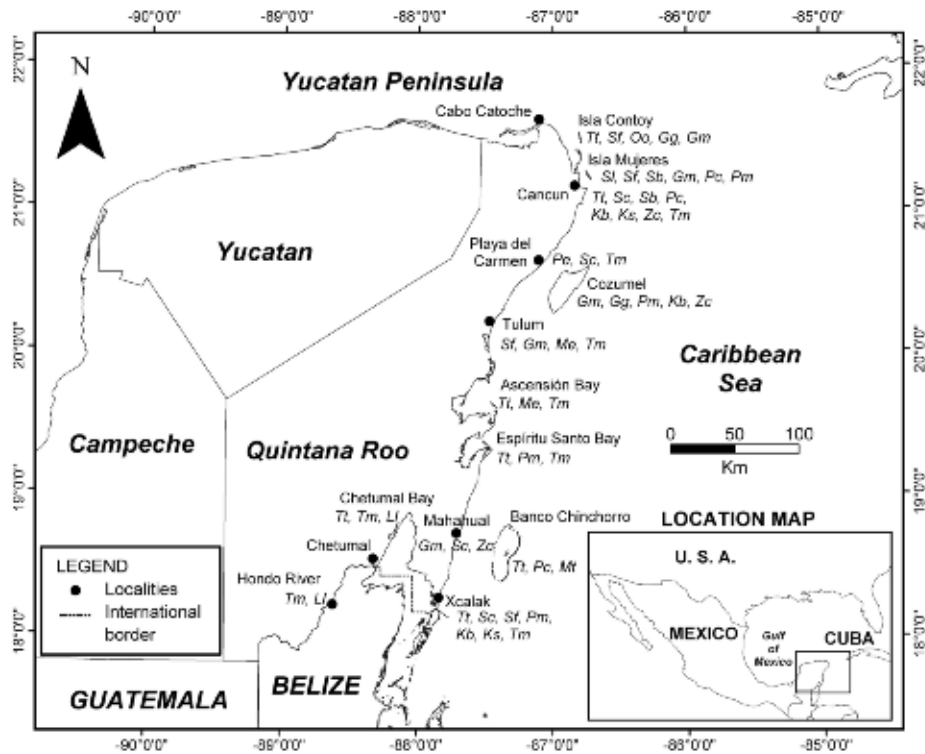 -90°0'0"
-89°0'0"
-88°0'0"
-87°0'0"
-86°0'0"
-85°0'0"
22°0'0"
22°0'0"
N
Yucatan Peninsula
Cabo Catoche
Isla Contoy
Tt, Sf, Oo, Gg, Gm
Isla Mujeres
Sl, Sf, Sb, Gm, Pc, Pm
Cancun
Tt, Sc, Sb, Pc,
Kb, Ks, Zc, Tm
21°0'0"
21°0'0"
Yucatan
Playa del
Carmen
Pe, Sc, Tm
Cozumel
Gm, Gg, Pm, Kb, Zc
Tulum
Sf, Gm, Me, Tm
20°0'0"
20°0'0"
Caribbean
Sea
Ascensión Bay
Tt, Me, Tm
Campeche
Quintana Roo
Espíritu Santo Bay
Tt, Pm, Tm
0 50 100
Km
19°0'0"
19°0'0"
Chetumal Bay
Tt, Tm, Ll
Mahahual
Gm, Sc, Zc
Banco Chinchorro
Tt, Pc, Mt
Chetumal
Hondo River
Tm, Ll
Xcalak
Tt, Sc, Sf, Pm,
Kb, Ks, Tm
LEGEND
Localities
International
border
18°0'0"
18°0'0"
GUATEMALA
BELIZE
LOCATION MAP
U. S. A.
MEXICO
Gulf
of
Mexico
CUBA
-90°0'0"
-89°0'0"
-88°0'0"
-87°0'0"
-86°0'0"
-85°0'0"